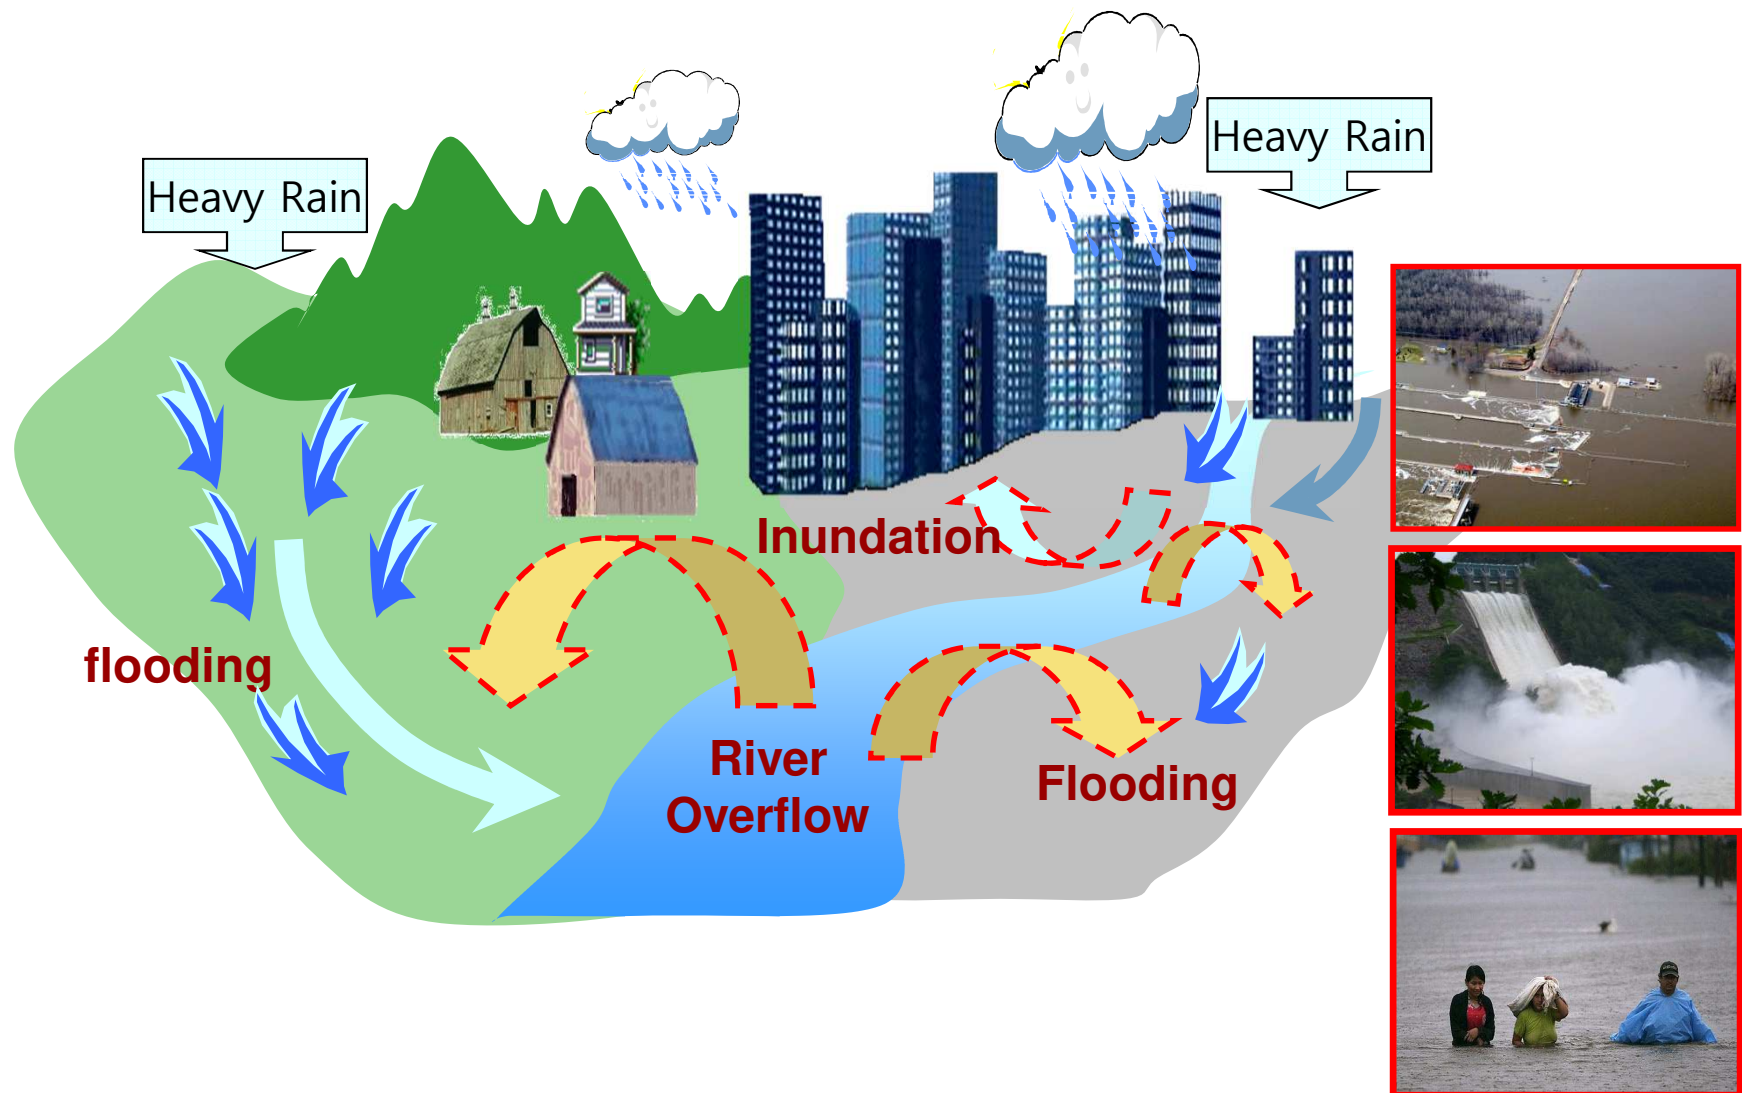 Heavy Rain
Heavy Rain
Inundation
flooding
River
Overflow
Flooding